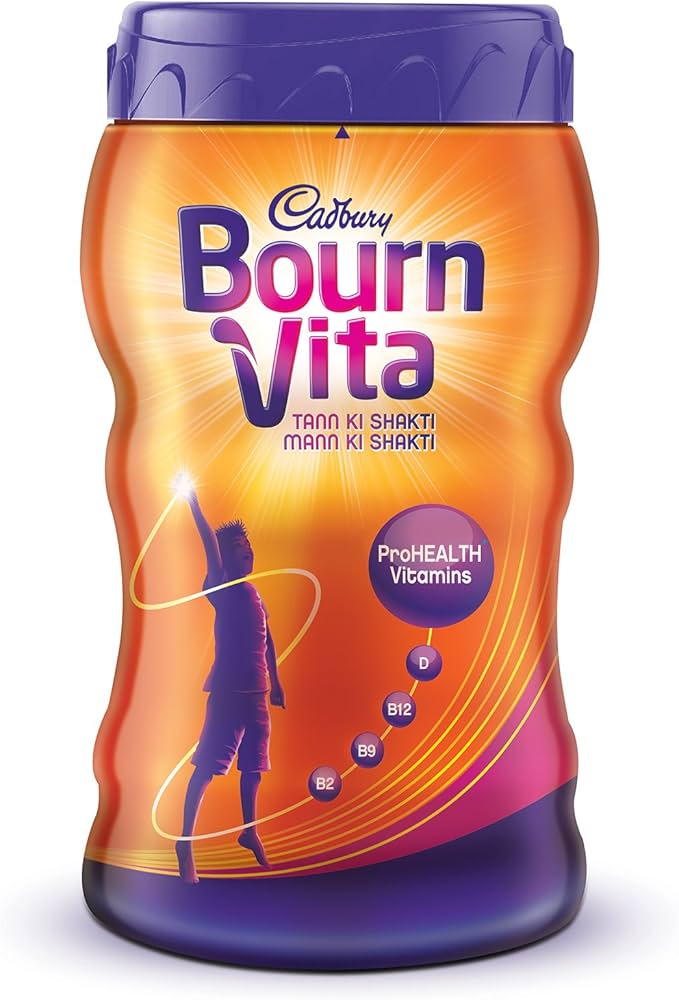 Cadbury
Bourn
Vita
TANN KI SHAKTI
MANN KI SHAKTI
ProHEALTH*
Vitamins
D
B12
B9
B2